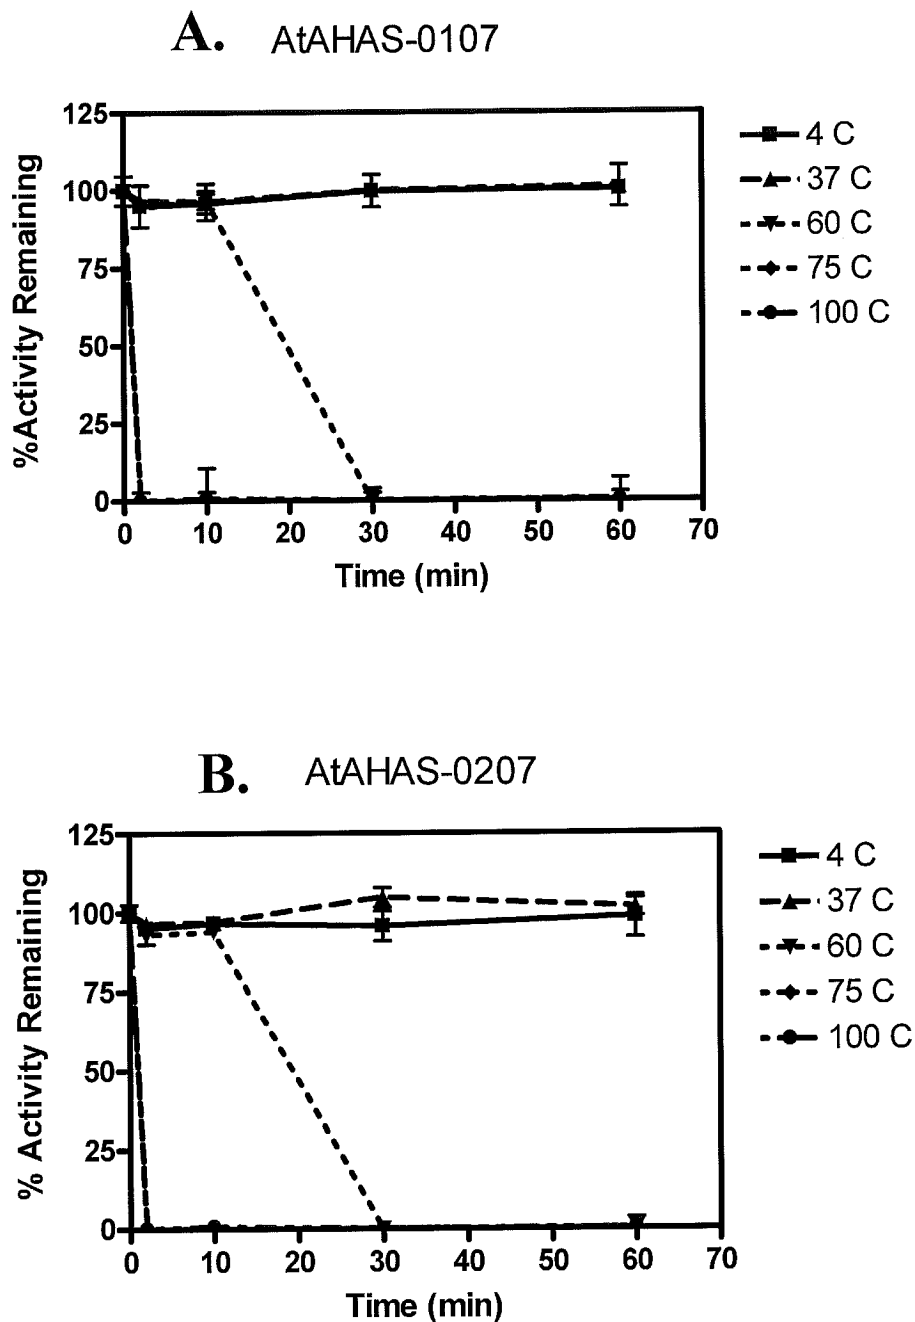 A. AtAHAS-0107
125
100
75
50
25
0
%Activity Remaining
0 10 20 30 40 50 60 70
Time (min)
4 C
37 C
60 C
75 C
100 C
B. AtAHAS-0207
125
100
75
50
25
0
% Activity Remaining
0 10 20 30 40 50 60 70
Time (min)
4 C
37 C
60 C
75 C
100 C